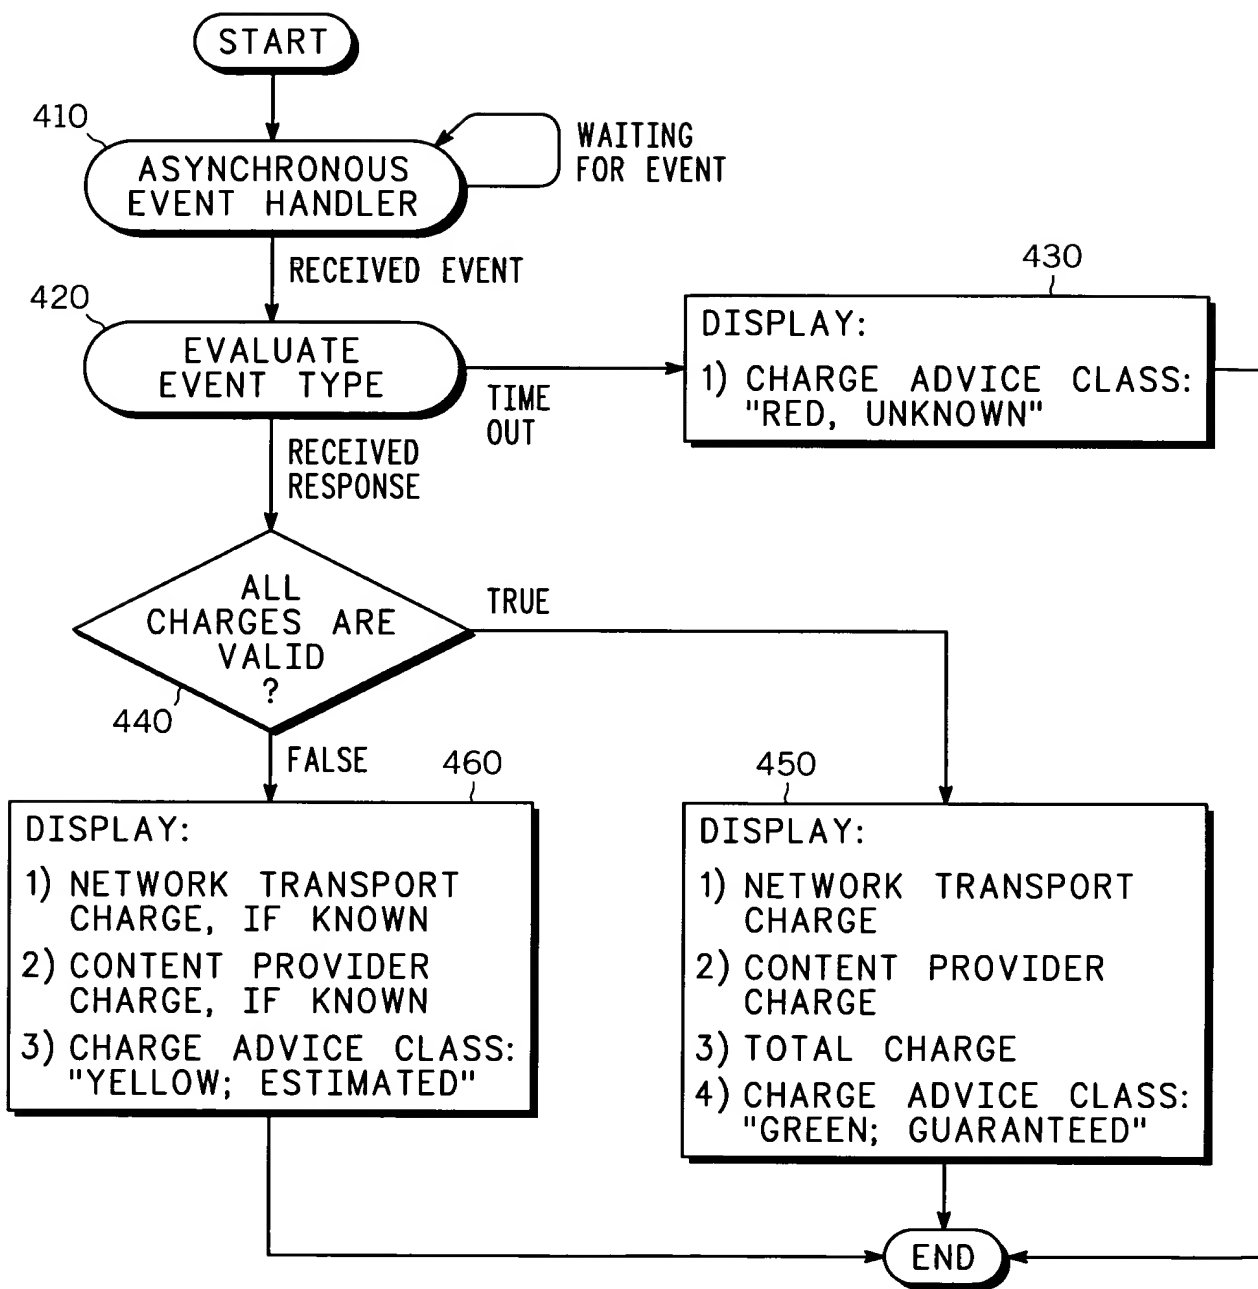 START
410
ASYNCHRONOUS
EVENT HANDLER
WAITING
FOR EVENT
RECEIVED EVENT
420
EVALUATE
EVENT TYPE
TIME
OUT
430
DISPLAY:
1) CHARGE ADVICE CLASS:
"RED, UNKNOWN"
RECEIVED
RESPONSE
ALL
CHARGES ARE
VALID
?
440
TRUE
FALSE
460
DISPLAY:
1) NETWORK TRANSPORT
CHARGE, IF KNOWN
2) CONTENT PROVIDER
CHARGE, IF KNOWN
3) CHARGE ADVICE CLASS:
"YELLOW; ESTIMATED"
450
DISPLAY:
1) NETWORK TRANSPORT
CHARGE
2) CONTENT PROVIDER
CHARGE
3) TOTAL CHARGE
4) CHARGE ADVICE CLASS:
"GREEN; GUARANTEED"
END